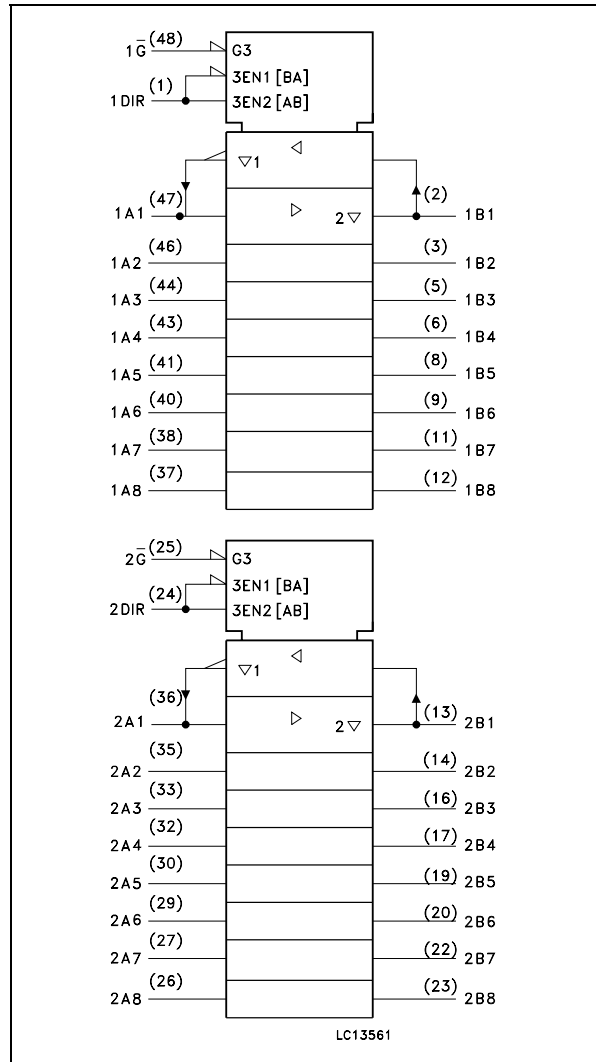 1G̅ (48) G3
3EN1 [BA]
1DIR (1) 3EN2 [AB]
▽1 ◁
1A1 (47) ▷ 2▽ (2) 1B1
1A2 (46) (3) 1B2
1A3 (44) (5) 1B3
1A4 (43) (6) 1B4
1A5 (41) (8) 1B5
1A6 (40) (9) 1B6
1A7 (38) (11) 1B7
1A8 (37) (12) 1B8
2G̅ (25) G3
3EN1 [BA]
2DIR (24) 3EN2 [AB]
▽1 ◁
2A1 (36) ▷ 2▽ (13) 2B1
2A2 (35) (14) 2B2
2A3 (33) (16) 2B3
2A4 (32) (17) 2B4
2A5 (30) (19) 2B5
2A6 (29) (20) 2B6
2A7 (27) (22) 2B7
2A8 (26) (23) 2B8
LC13561